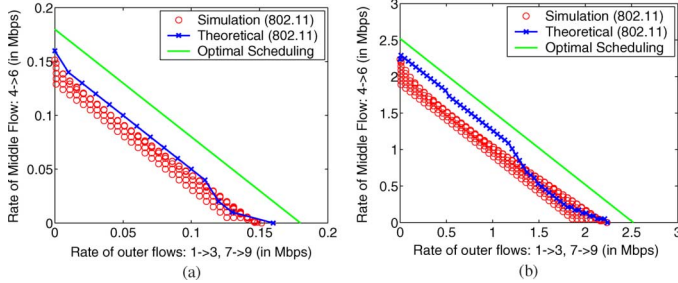 0.2
0.15
0.1
0.05
0
0 0.05 0.1 0.15 0.2
Rate of Middle Flow: 4->6 (in Mbps)
Rate of outer flows: 1->3, 7->9 (in Mbps)
Simulation (802.11)
Theoretical (802.11)
Optimal Scheduling
(a)
3
2.5
2
1.5
1
0.5
0
0 0.5 1 1.5 2 2.5 3
Rate of Middle Flow: 4->6 (in Mbps)
Rate of outer flows: 1->3, 7->9 (in Mbps)
Simulation (802.11)
Theoretical (802.11)
Optimal Scheduling
(b)